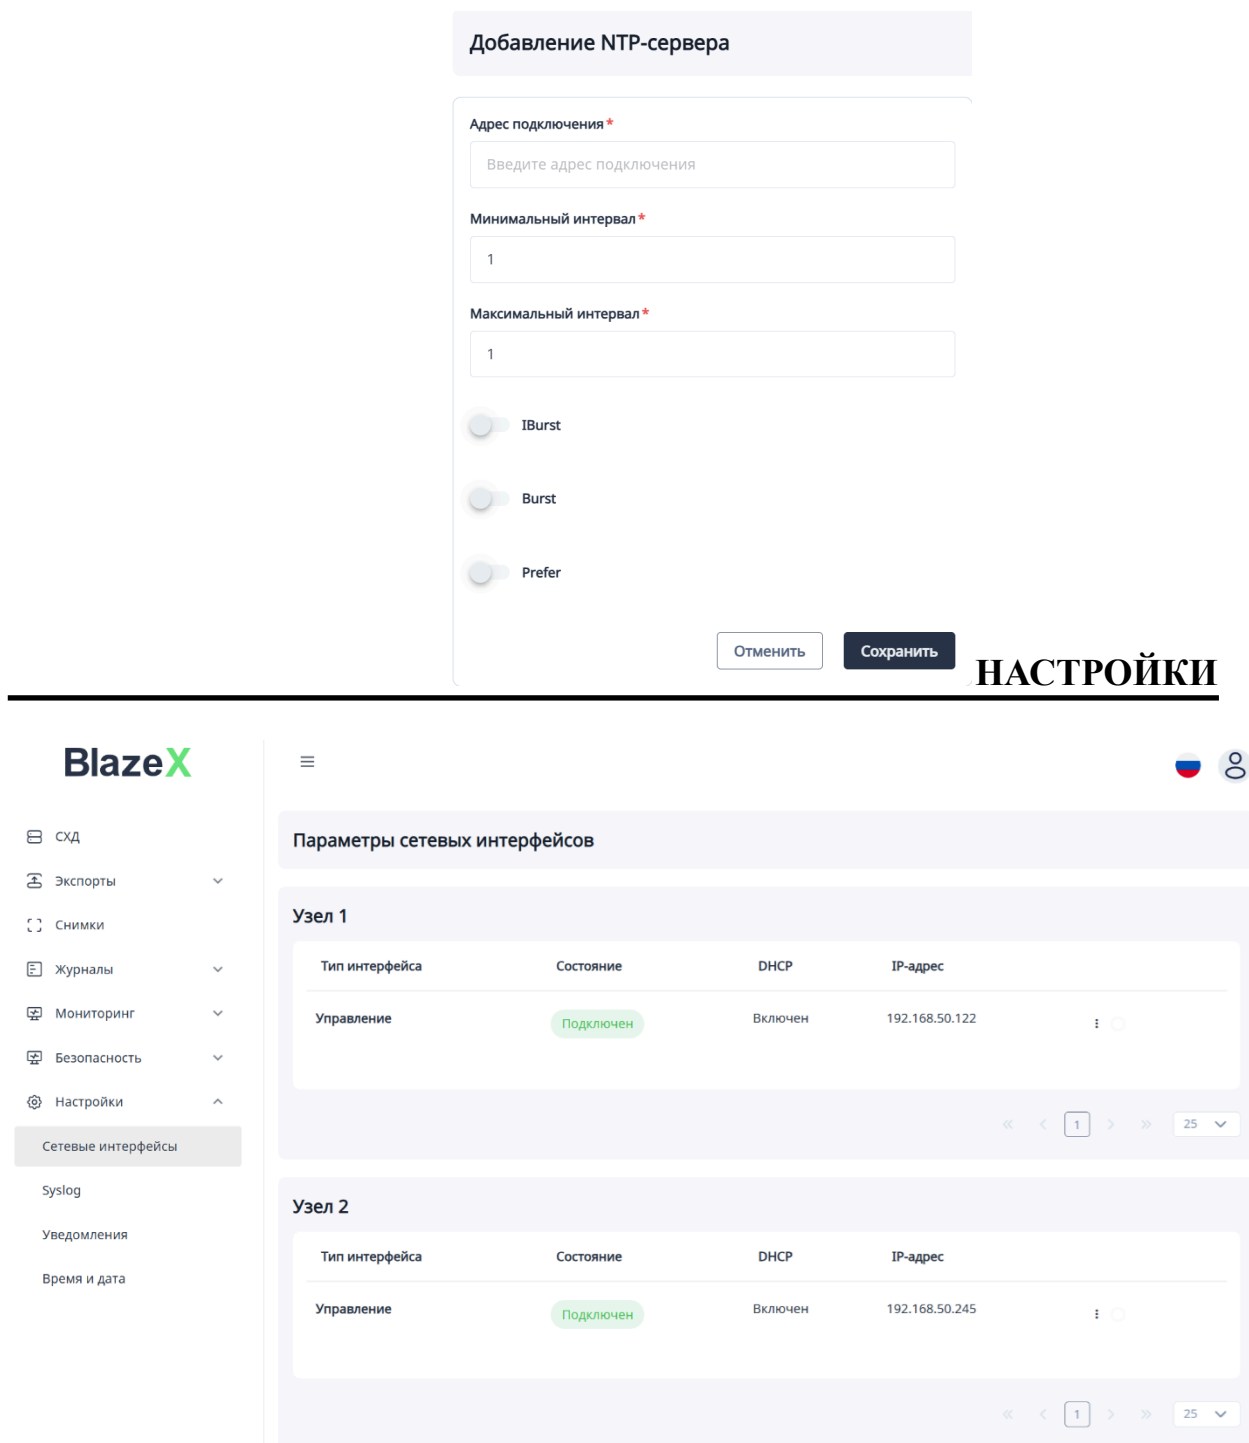 Добавление NTP-сервера
Адрес подключения *
Введите адрес подключения
Минимальный интервал *
1
Максимальный интервал *
1
IBurst
Burst
Prefer
Отменить Сохранить
НАСТРОЙКИ
BlazeX
СХД
Экспорты
Снимки
Журналы
Мониторинг
Безопасность
Настройки
Сетевые интерфейсы
Syslog
Уведомления
Время и дата
Параметры сетевых интерфейсов
Узел 1
Тип интерфейса Состояние DHCP IP-адрес
Управление Подключен Включен 192.168.50.122
« < 1 > » 25
Узел 2
Тип интерфейса Состояние DHCP IP-адрес
Управление Подключен Включен 192.168.50.245
« < 1 > » 25